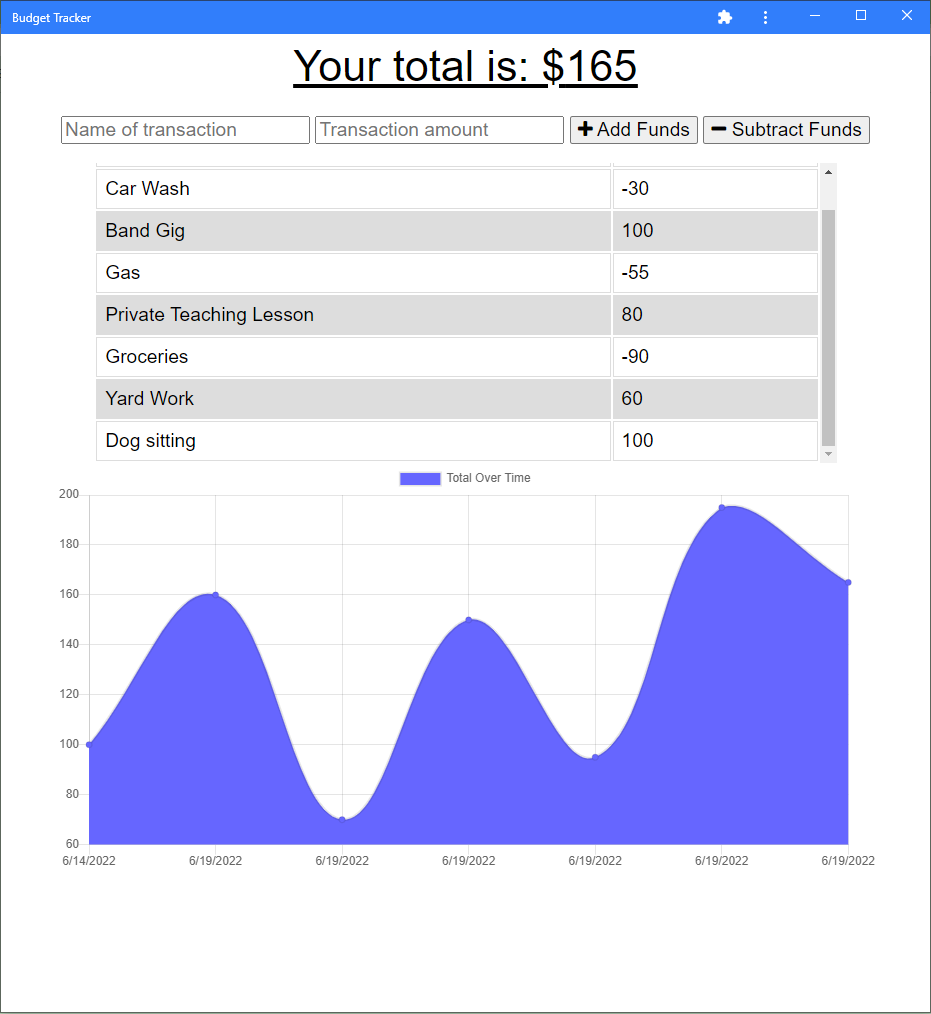 Budget Tracker
Your total is: $165
Name of transaction Transaction amount Add Funds Subtract Funds
Car Wash -30
Band Gig 100
Gas -55
Private Teaching Lesson 80
Groceries -90
Yard Work 60
Dog sitting 100
Total Over Time
200
180
160
140
120
100
80
60
6/14/2022 6/19/2022 6/19/2022 6/19/2022 6/19/2022 6/19/2022 6/19/2022